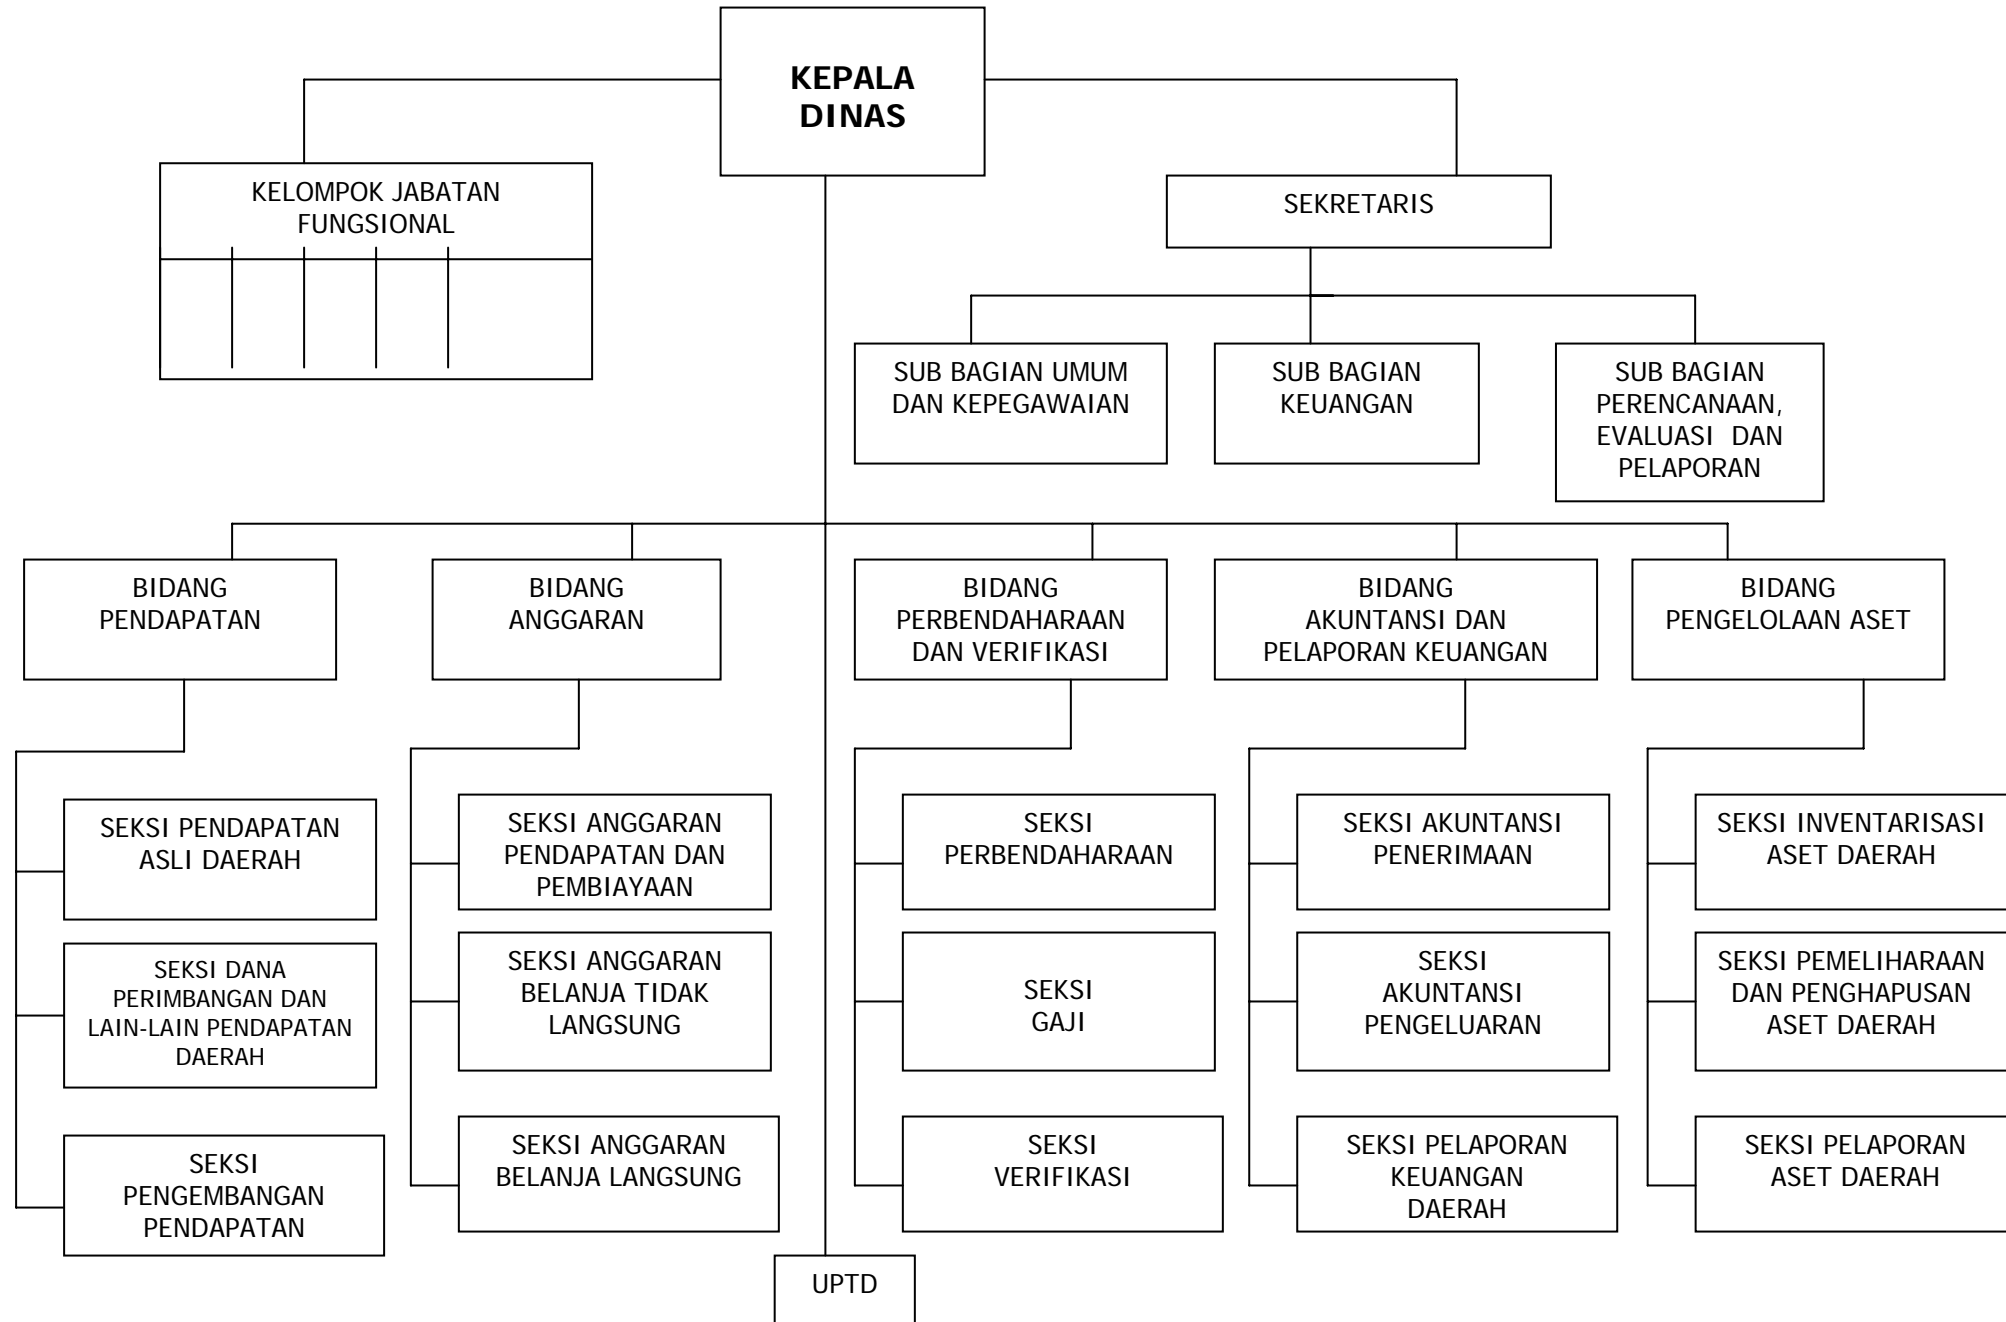 KEPALA
DINAS
KELOMPOK JABATAN
FUNGSIONAL
SEKRETARIS
SUB BAGIAN UMUM
DAN KEPEGAWAIAN
SUB BAGIAN
KEUANGAN
SUB BAGIAN
PERENCANAAN,
EVALUASI DAN
PELAPORAN
BIDANG
PENDAPATAN
BIDANG
ANGGARAN
BIDANG
PERBENDAHARAAN
DAN VERIFIKASI
BIDANG
AKUNTANSI DAN
PELAPORAN KEUANGAN
BIDANG
PENGELOLAAN ASET
SEKSI PENDAPATAN
ASLI DAERAH
SEKSI DANA
PERIMBANGAN DAN
LAIN-LAIN PENDAPATAN
DAERAH
SEKSI
PENGEMBANGAN
PENDAPATAN
SEKSI ANGGARAN
PENDAPATAN DAN
PEMBIAYAAN
SEKSI ANGGARAN
BELANJA TIDAK
LANGSUNG
SEKSI ANGGARAN
BELANJA LANGSUNG
SEKSI
PERBENDAHARAAN
SEKSI
GAJI
SEKSI
VERIFIKASI
SEKSI AKUNTANSI
PENERIMAAN
SEKSI
AKUNTANSI
PENGELUARAN
SEKSI PELAPORAN
KEUANGAN
DAERAH
SEKSI INVENTARISASI
ASET DAERAH
SEKSI PEMELIHARAAN
DAN PENGHAPUSAN
ASET DAERAH
SEKSI PELAPORAN
ASET DAERAH
UPTD